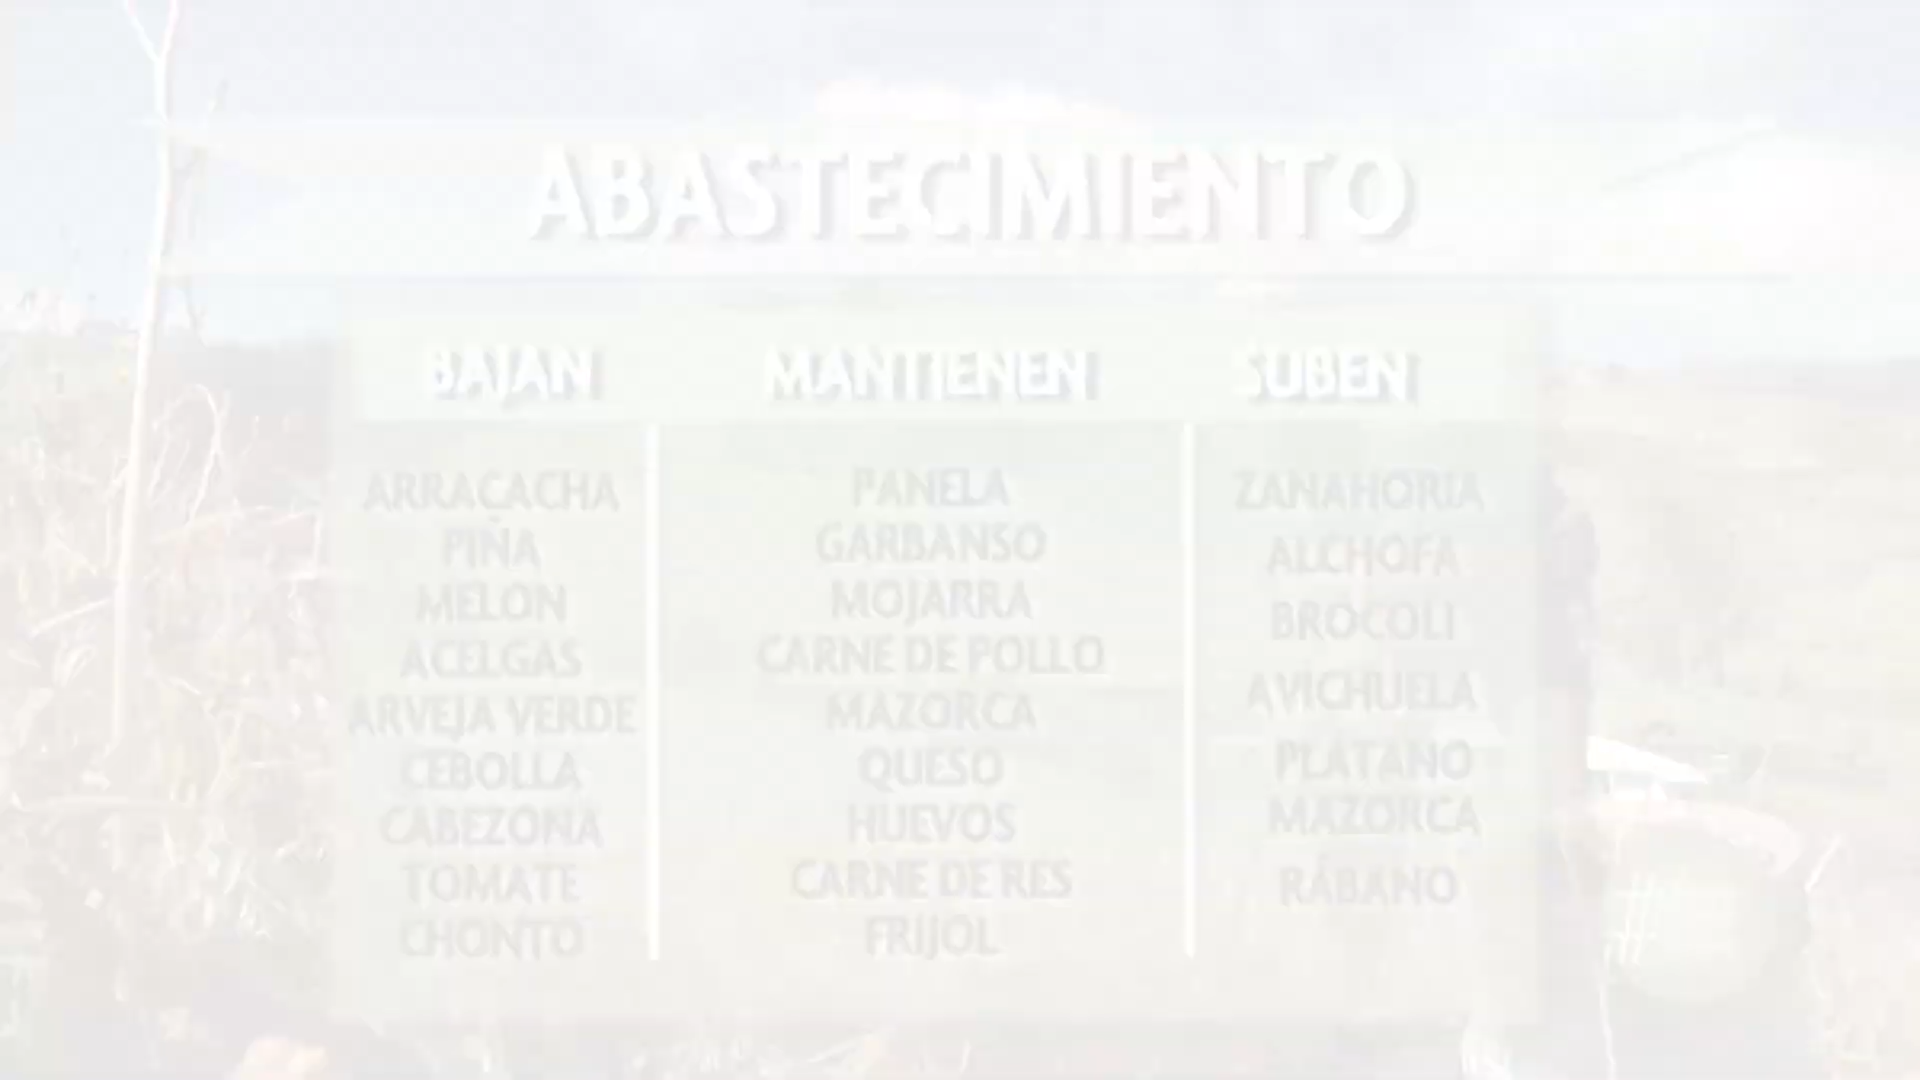 ABASTECIMIENTO
BAJAN
MANTIENEN
SUBEN
ARRACACHA
PIÑA
MELON
ACELGAS
ARVEJA VERDE
CEBOLLA
CABEZONA
TOMATE
CHONTO
PANELA
GARBANSO
MOJARRA
CARNE DE POLLO
MAZORCA
QUESO
HUEVOS
CARNE DE RES
FRIJOL
ZANAHORIA
ALCHOFA
BROCOLI
AVICHUELA
PLATANO
MAZORCA
RÁBANO